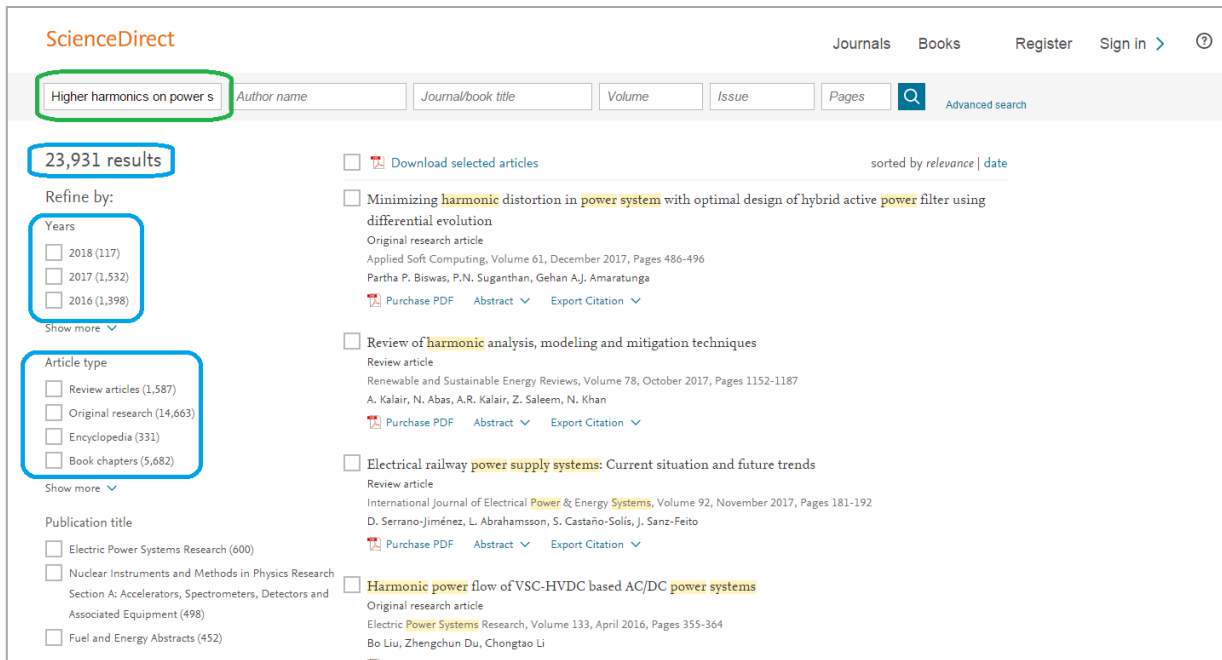 ScienceDirect
Journals Books Register Sign in
Higher harmonics on power s Author name Journal/book title Volume Issue Pages Advanced search
23,931 results
Refine by:
Years
2018 (117)
2017 (1,532)
2016 (1,398)
Show more
Article type
Review articles (1,587)
Original research (14,663)
Encyclopedia (331)
Book chapters (5,682)
Show more
Publication title
Electric Power Systems Research (600)
Nuclear Instruments and Methods in Physics Research
Section A: Accelerators, Spectrometers, Detectors and
Associated Equipment (498)
Fuel and Energy Abstracts (452)
Download selected articles sorted by relevance | date
Minimizing harmonic distortion in power system with optimal design of hybrid active power filter using
differential evolution
Original research article
Applied Soft Computing, Volume 61, December 2017, Pages 486-496
Partha P. Biswas, P.N. Suganthan, Gehan A.J. Amaratunga
Purchase PDF Abstract Export Citation
Review of harmonic analysis, modeling and mitigation techniques
Review article
Renewable and Sustainable Energy Reviews, Volume 78, October 2017, Pages 1152-1187
A. Kalair, N. Abas, A.R. Kalair, Z. Saleem, N. Khan
Purchase PDF Abstract Export Citation
Electrical railway power supply systems: Current situation and future trends
Review article
International Journal of Electrical Power & Energy Systems, Volume 92, November 2017, Pages 181-192
D. Serrano-Jiménez, L. Abrahamsson, S. Castaño-Solís, J. Sanz-Feito
Purchase PDF Abstract Export Citation
Harmonic power flow of VSC-HVDC based AC/DC power systems
Original research article
Electric Power Systems Research, Volume 133, April 2016, Pages 355-364
Bo Liu, Zhengchun Du, Chongtao Li